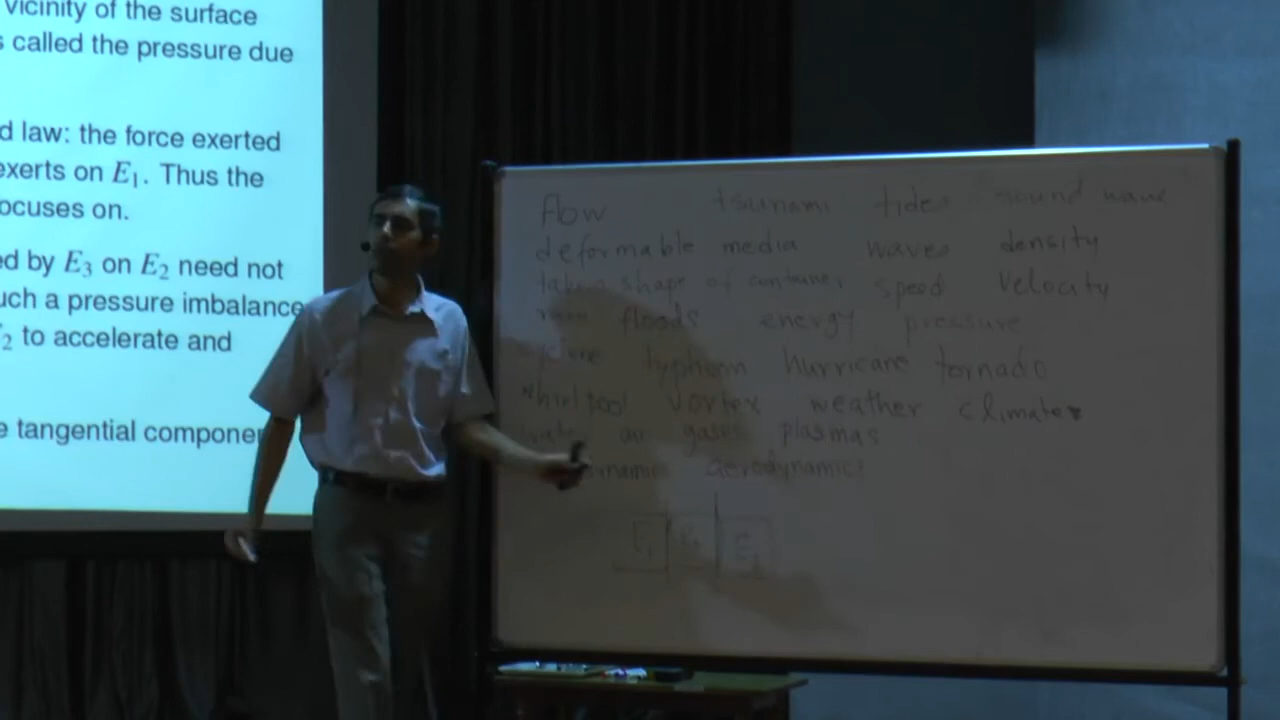 vicinity of the surface
called the pressure due
d law: the force exerted
exerts on E₁. Thus the
ocuses on.
ed by E₃ on E₂ need not
uch a pressure imbalance
₂ to accelerate and
e tangential componen
flow tsunami tides sound wave
deformable media waves density
shape of container speed velocity
floods energy pressure
typhoon hurricane tornado
whirlpool vortex weather climate
gases plasmas
aerodynamics
E₁